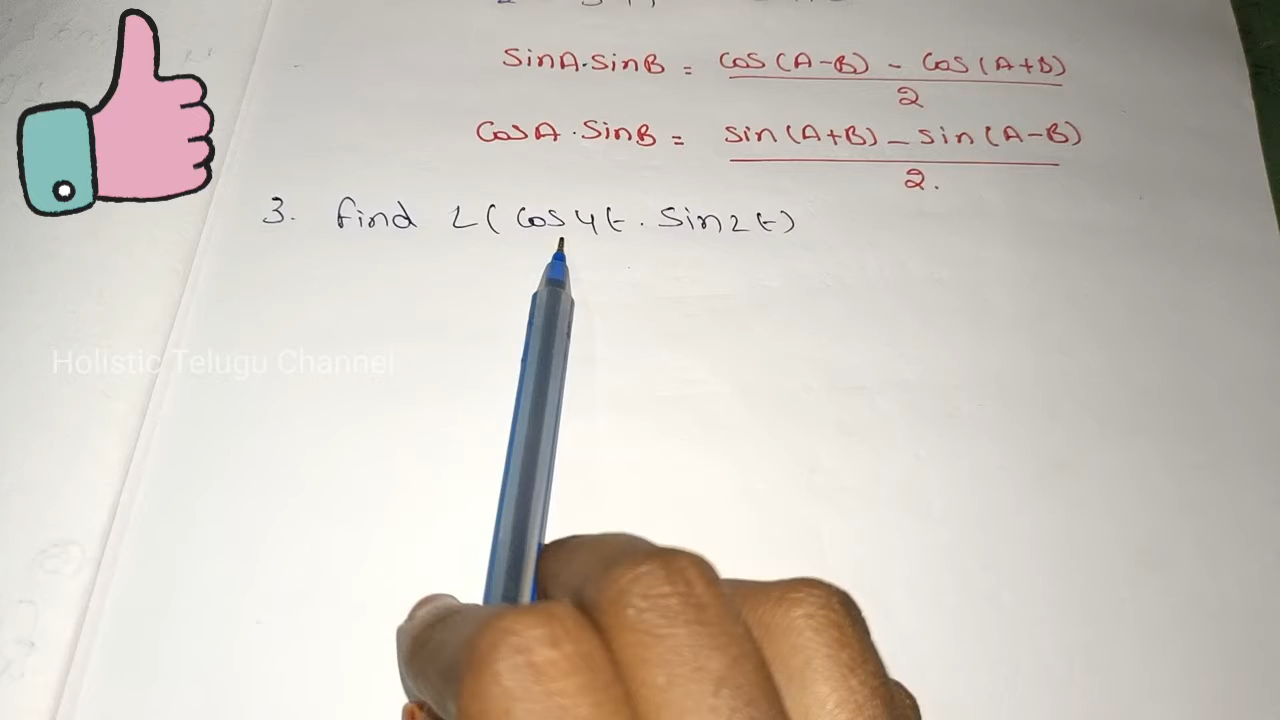 SinA·SinB = Cos(A-B) - Cos(A+B)
2
CosA·SinB = Sin(A+B) - Sin(A-B)
2.
3. Find L(Cos4t. Sin2t)
Holistic Telugu Channel